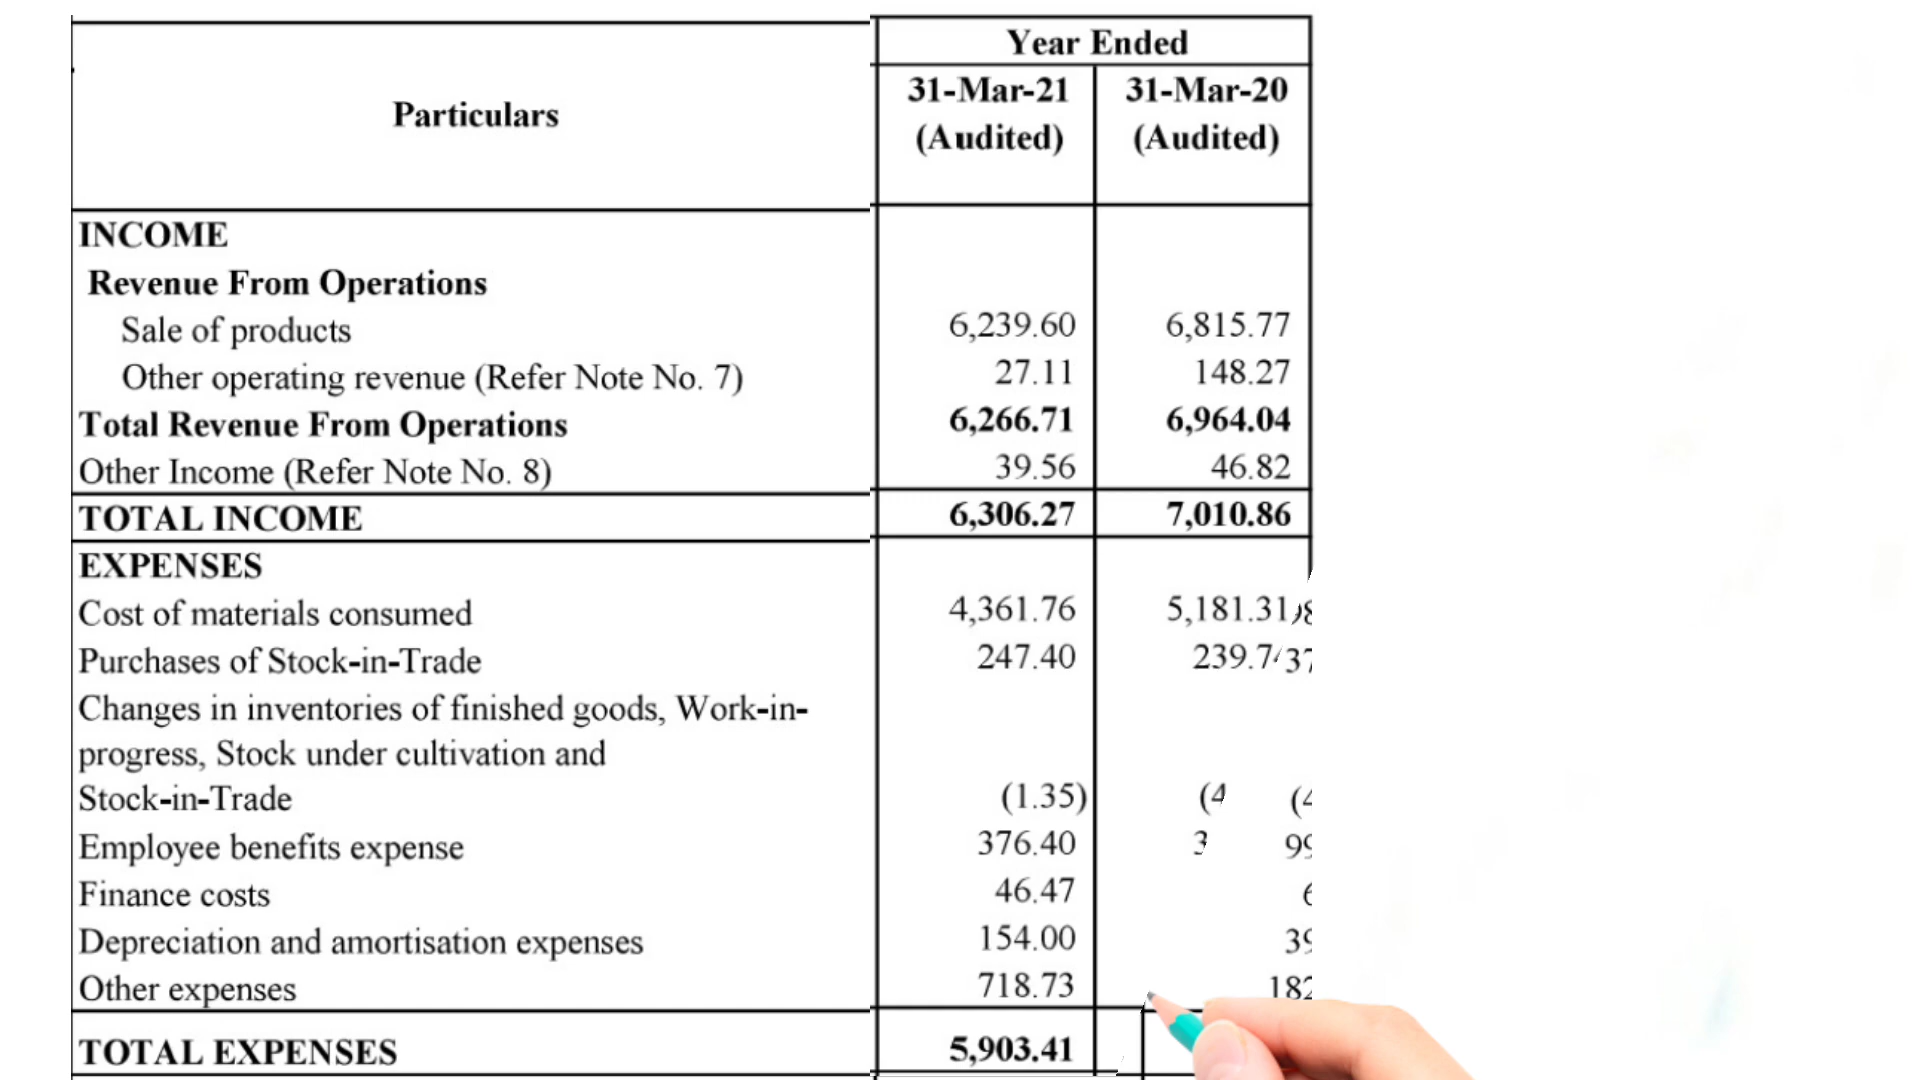 Year Ended
Particulars 31-Mar-21 31-Mar-20
(Audited) (Audited)
INCOME
Revenue From Operations
Sale of products 6,239.60 6,815.77
Other operating revenue (Refer Note No. 7) 27.11 148.27
Total Revenue From Operations 6,266.71 6,964.04
Other Income (Refer Note No. 8) 39.56 46.82
TOTAL INCOME 6,306.27 7,010.86
EXPENSES
Cost of materials consumed 4,361.76 5,181.31
Purchases of Stock-in-Trade 247.40
Changes in inventories of finished goods, Work-in-
progress, Stock under cultivation and
Stock-in-Trade (1.35)
Employee benefits expense 376.40
Finance costs 46.47
Depreciation and amortisation expenses 154.00
Other expenses 718.73
TOTAL EXPENSES 5,903.41